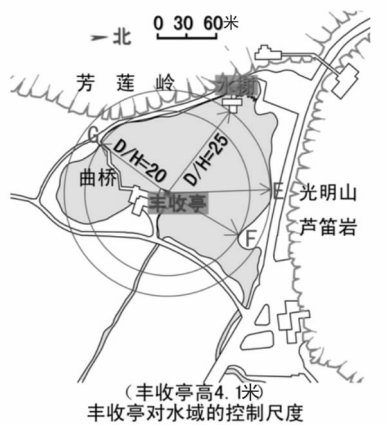 0 30 60米
北
芳莲岭
水榭
G
D/H=20
D/H=25
曲桥
丰收亭
E
光明山
芦笛岩
F
(丰收亭高4.1米)
丰收亭对水域的控制尺度